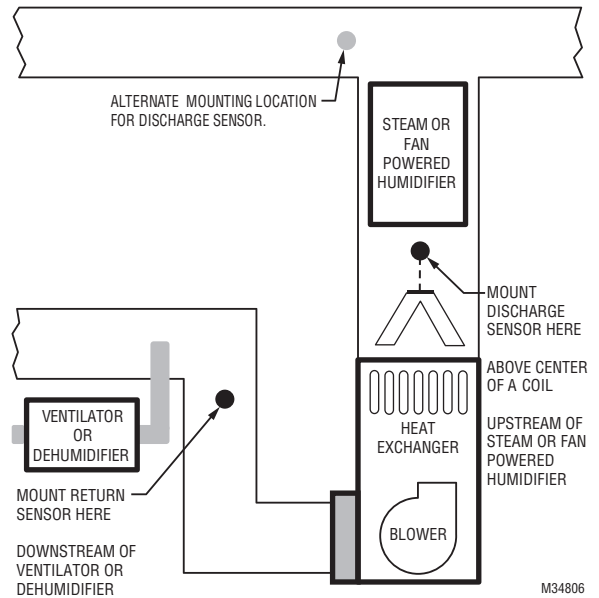 ALTERNATE MOUNTING LOCATION
FOR DISCHARGE SENSOR.
STEAM OR
FAN
POWERED
HUMIDIFIER
MOUNT
DISCHARGE
SENSOR HERE
ABOVE CENTER
OF A COIL
UPSTREAM OF
STEAM OR FAN
POWERED
HUMIDIFIER
HEAT
EXCHANGER
BLOWER
VENTILATOR
OR
DEHUMIDIFIER
MOUNT RETURN
SENSOR HERE
DOWNSTREAM OF
VENTILATOR OR
DEHUMIDIFIER
M34806